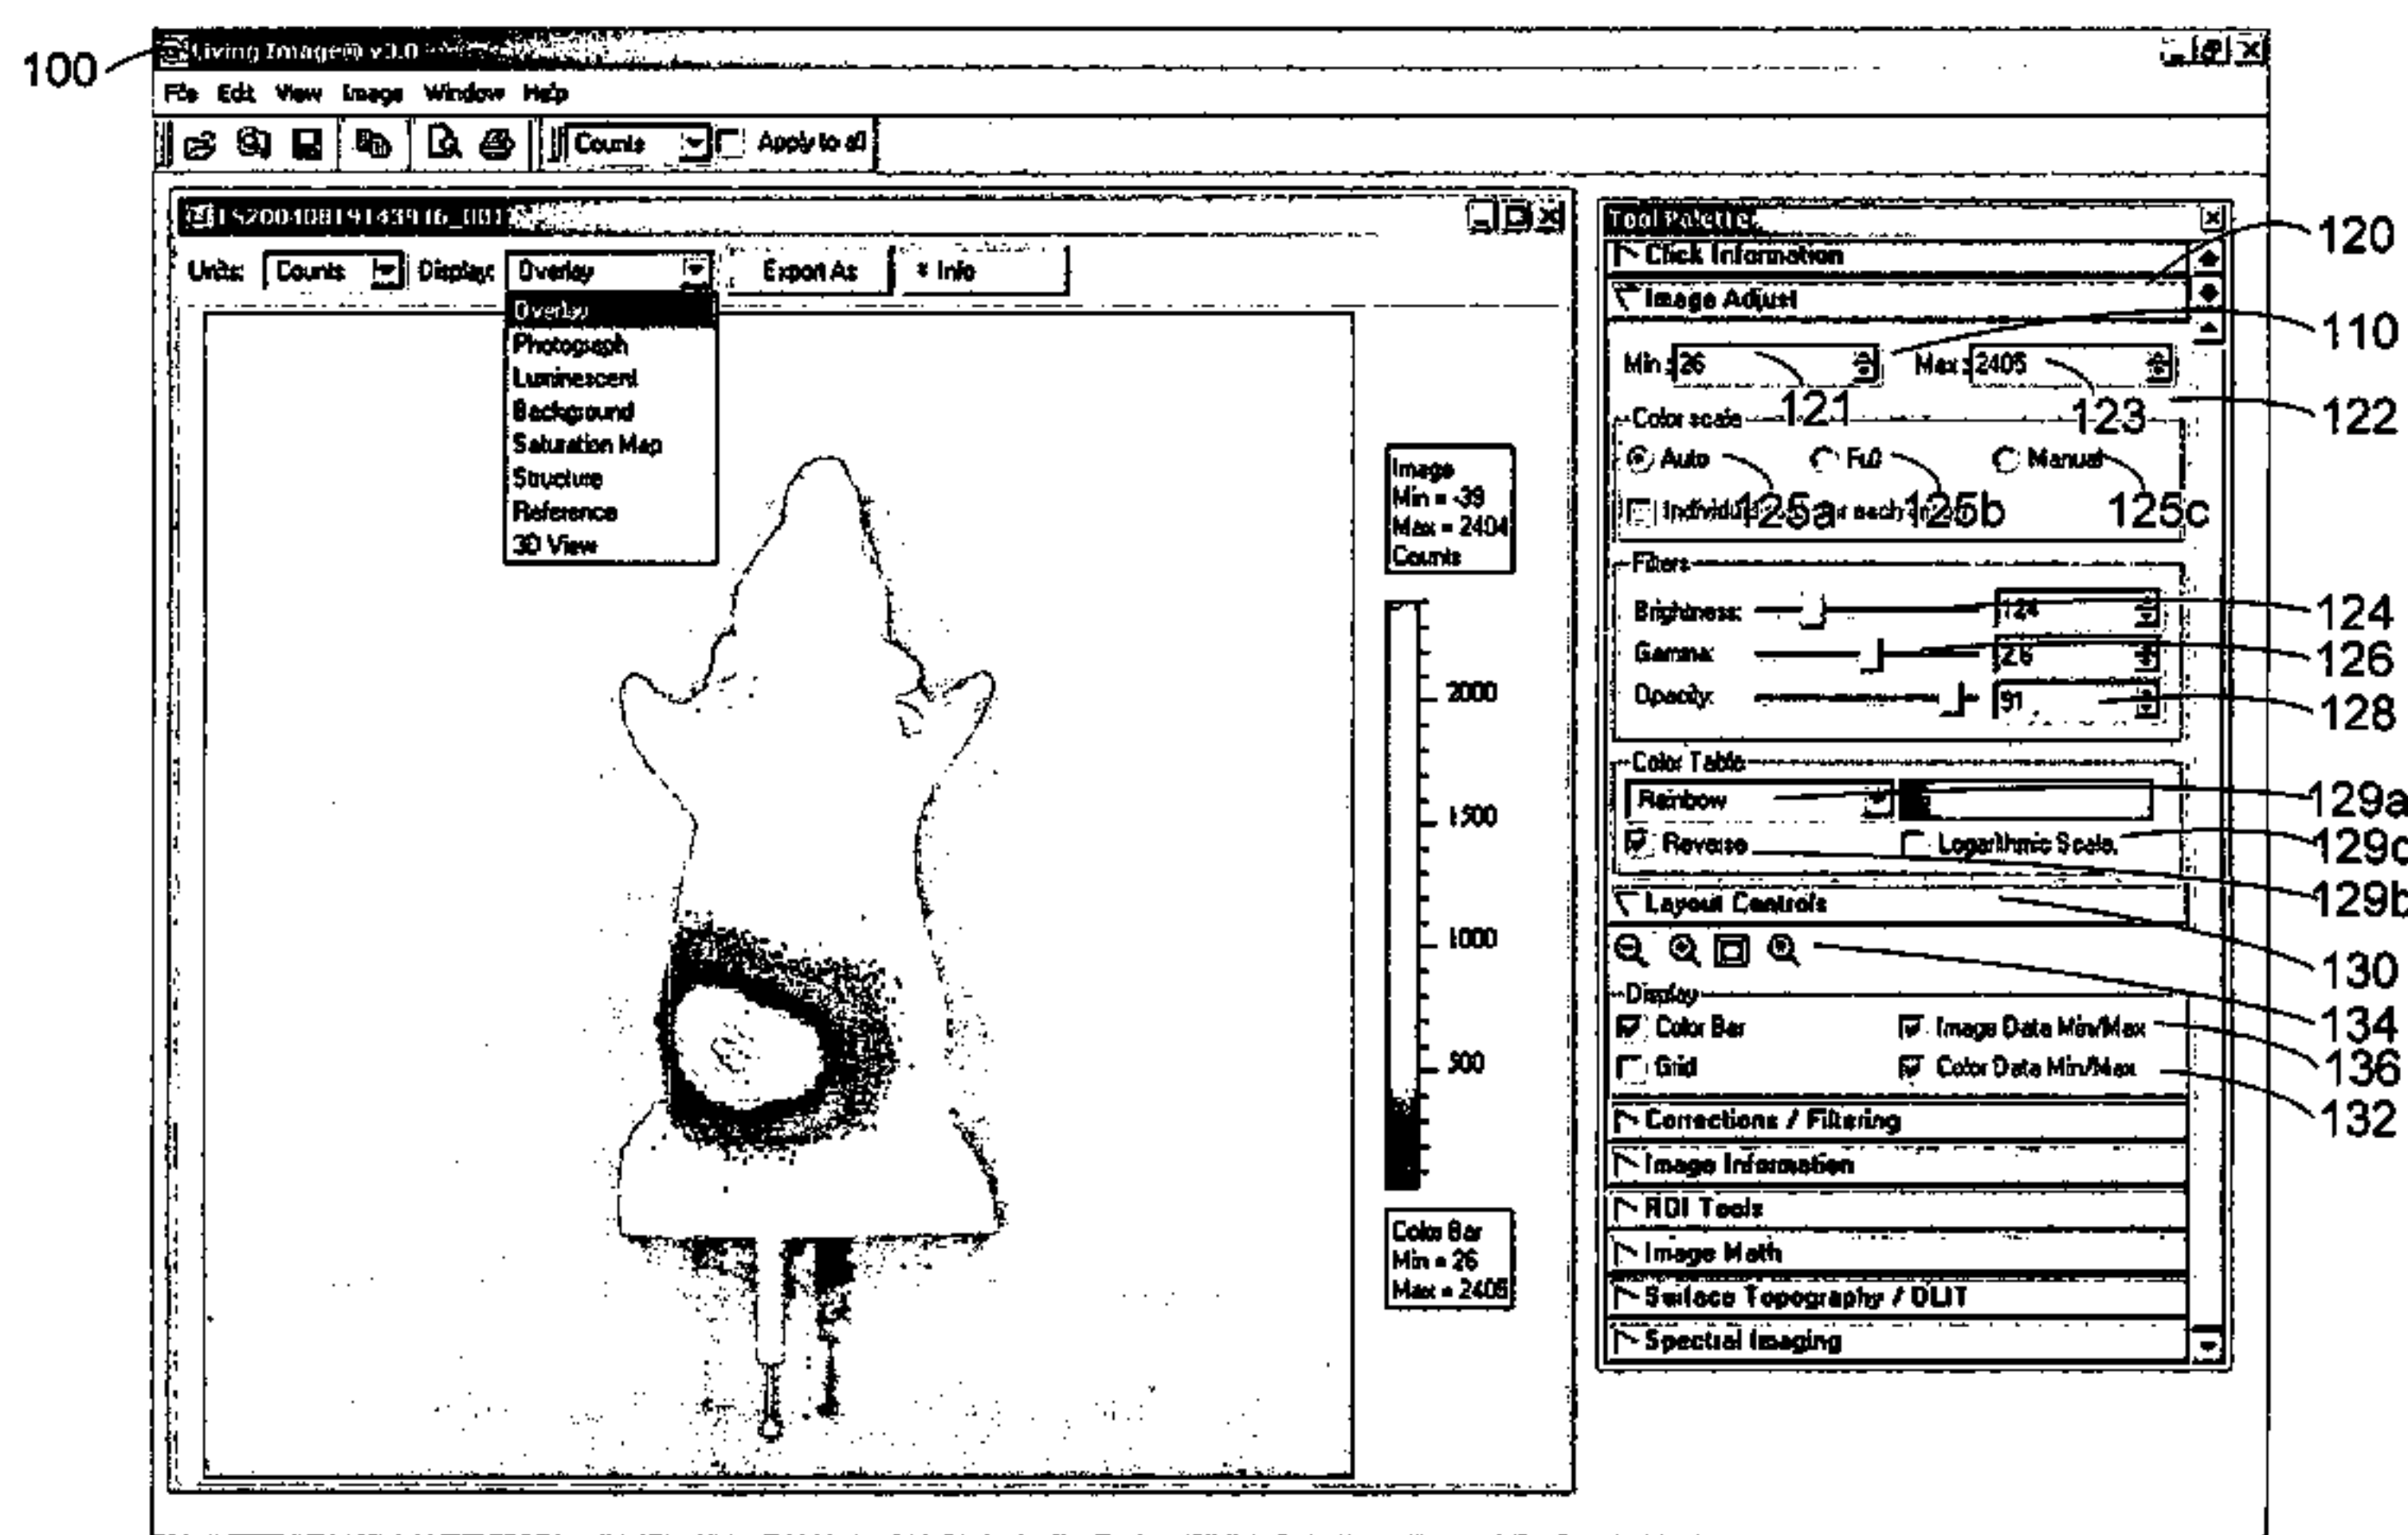 100
Living Image® v3.0
File Edit View Image Window Help
Counts Apply to all
Units: Counts Display: Overlay Export As Info
Overlay
Photograph
Luminescent
Background
Saturation Map
Structure
Reference
3D View
Image
Min = -39
Max = 2404
Counts
2000
1500
1000
500
Color Bar
Min = 26
Max = 2405
Tool Palette
Click Information
Image Adjust
Min : 26 Max : 2405
Color scale
Auto Full Manual
each
Filters
Brightness: 124
Gamma:
Opacity: 91
Color Table
Rainbow
Reverse Logarithmic Scale
Layout Controls
Display
Color Bar Image Data Min/Max
Grid Color Data Min/Max
Corrections / Filtering
Image Information
ROI Tools
Image Math
Surface Topography / DLIT
Spectral Imaging
120
110
121
123
122
125a
125b
125c
124
126
128
129a
129c
129b
130
134
136
132